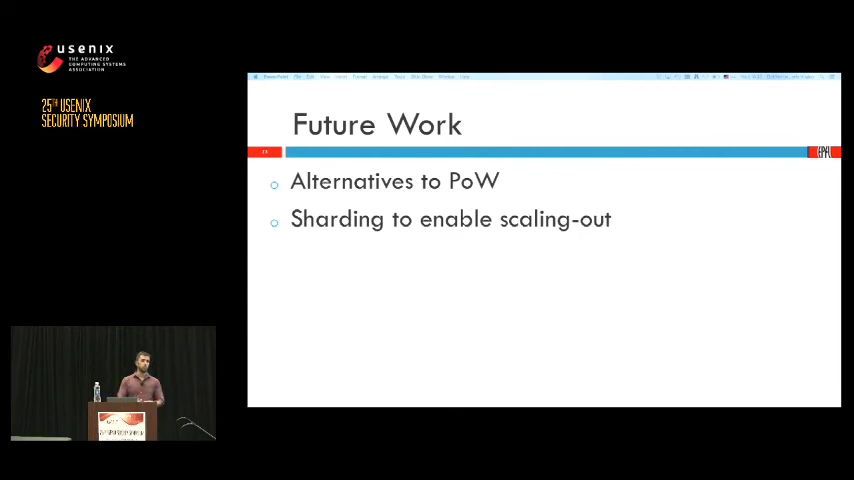 usenix
THE ADVANCED
COMPUTING SYSTEMS
ASSOCIATION
25TH USENIX
SECURITY SYMPOSIUM
Future Work
EPFL
Alternatives to PoW
Sharding to enable scaling-out